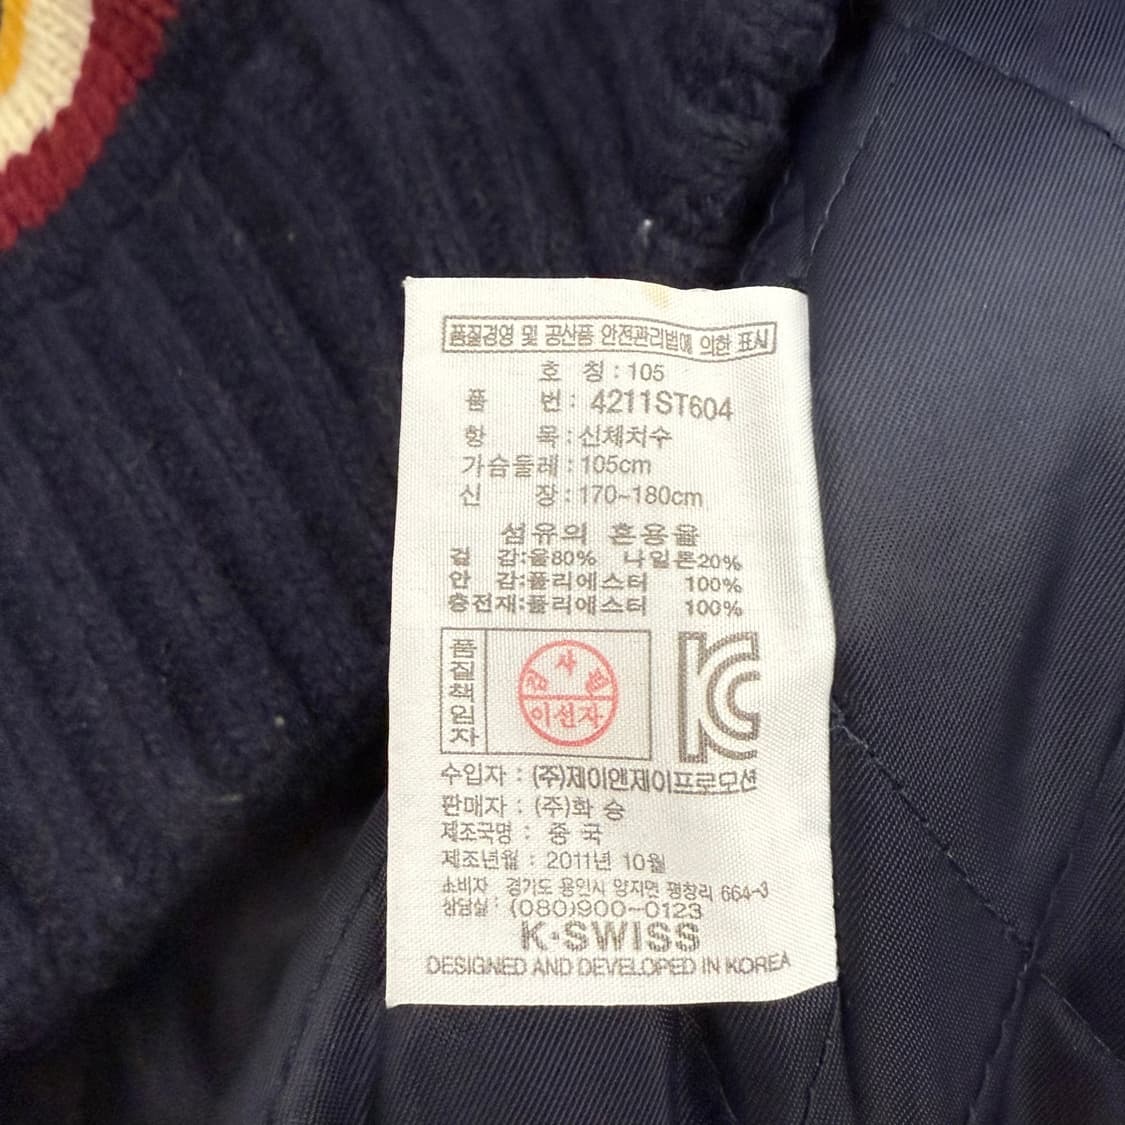 품질경영 및 공산품 안전관리법에 의한 표시
호 칭 : 105
품 번 : 4211ST604
항 목 : 신체치수
가슴둘레 : 105cm
신 장 : 170~180cm
섬유의 혼용율
겉 감:울80% 나일론20%
안 감:폴리에스터 100%
충전재:폴리에스터 100%
품질책임자
검사필
이선자
KC
수입자 : (주)제이앤제이프로모션
판매자 : (주)화 승
제조국명 : 중 국
제조년월 : 2011년 10월
소비자 경기도 용인시 양지면 평창리 664-3
상담실: (080)900-0123
K·SWISS
DESIGNED AND DEVELOPED IN KOREA